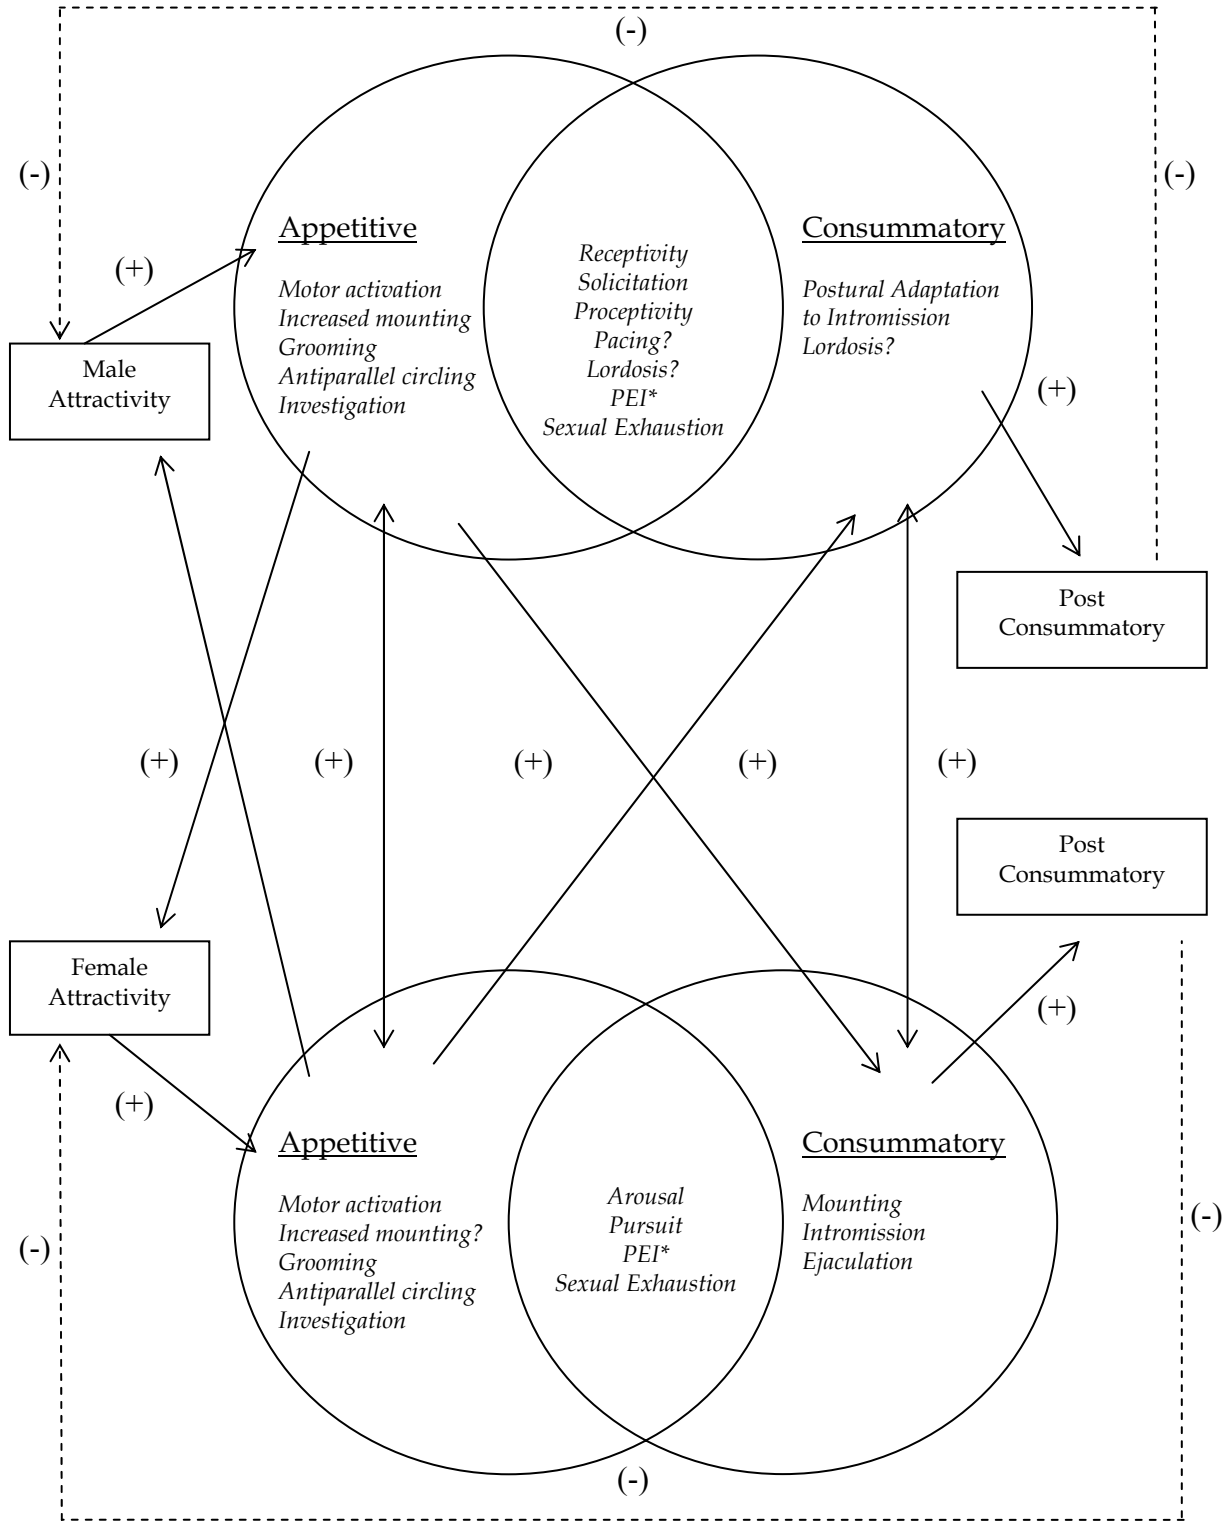 (-)
(-)
(-)
Appetitive
Motor activation
Increased mounting
Grooming
Antiparallel circling
Investigation
Receptivity
Solicitation
Proceptivity
Pacing?
Lordosis?
PEI*
Sexual Exhaustion
Consummatory
Postural Adaptation
to Intromission
Lordosis?
(+)
Male
Attractivity
(+)
Post
Consummatory
(+)
(+)
(+)
(+)
(+)
Post
Consummatory
Female
Attractivity
(+)
(+)
Appetitive
Motor activation
Increased mounting?
Grooming
Antiparallel circling
Investigation
Arousal
Pursuit
PEI*
Sexual Exhaustion
Consummatory
Mounting
Intromission
Ejaculation
(-)
(-)
(-)